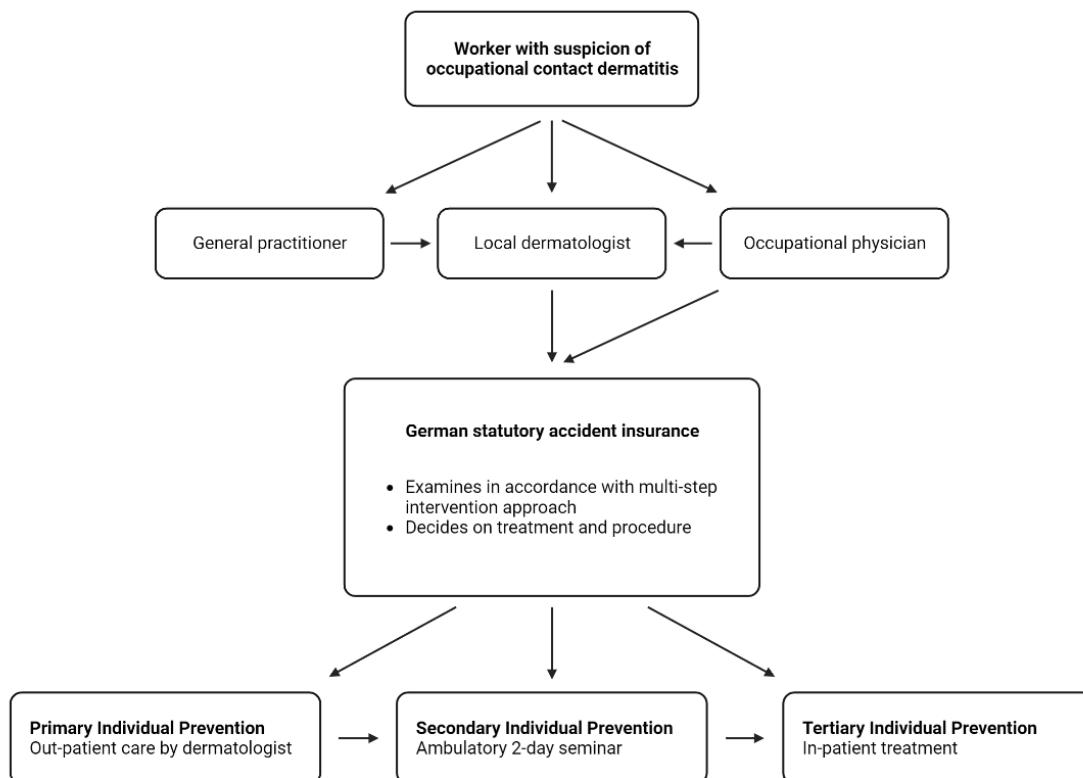 Worker with suspicion of
occupational contact dermatitis
General practitioner
Local dermatologist
Occupational physician
German statutory accident insurance
• Examines in accordance with multi-step
intervention approach
• Decides on treatment and procedure
Primary Individual Prevention
Out-patient care by dermatologist
Secondary Individual Prevention
Ambulatory 2-day seminar
Tertiary Individual Prevention
In-patient treatment